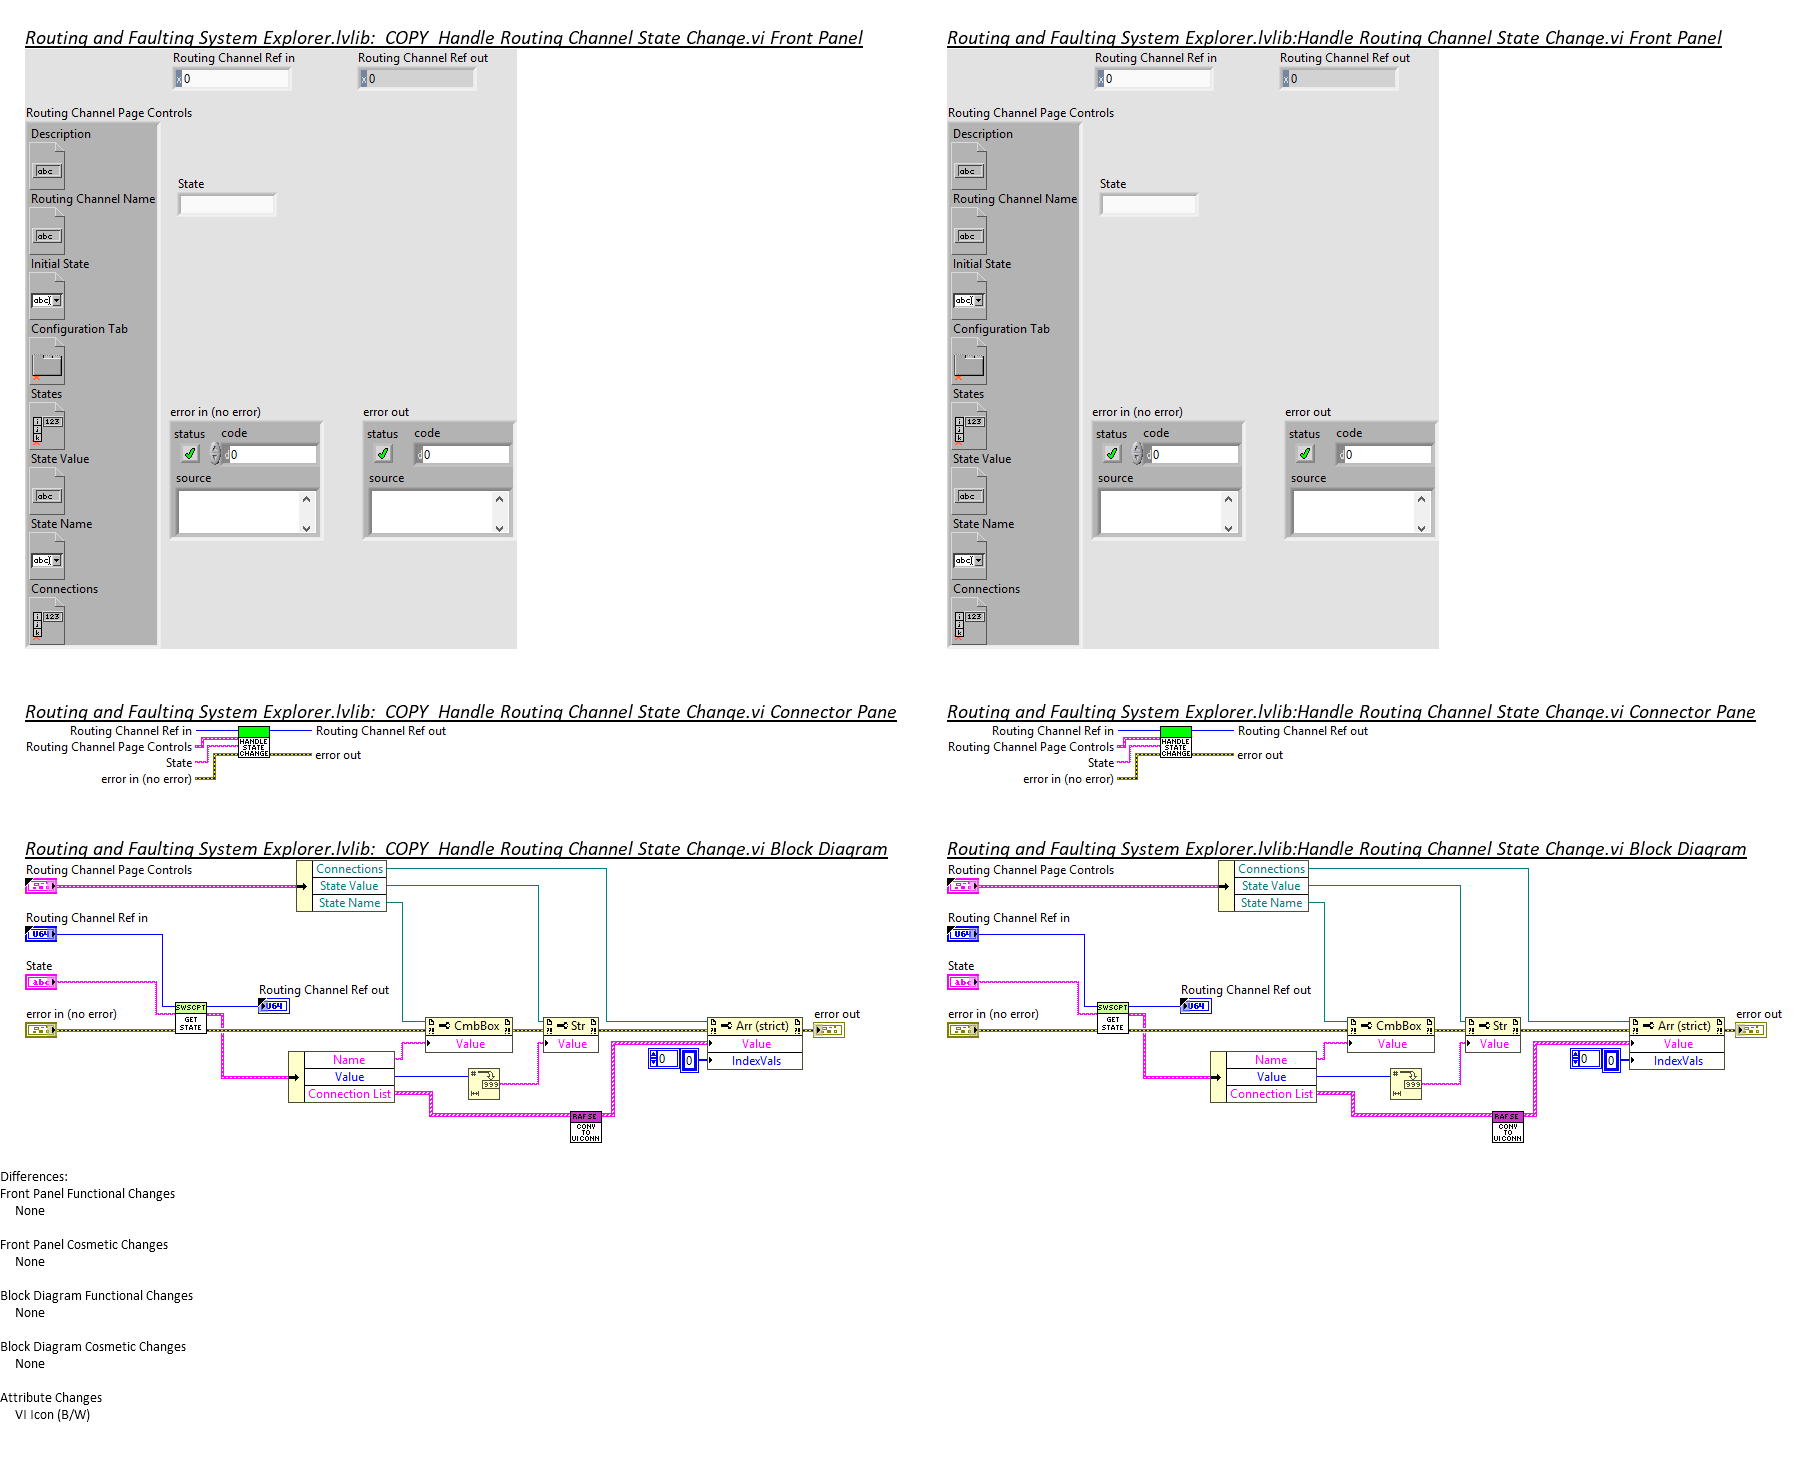 Routing and Faulting System Explorer.lvlib:_COPY_Handle Routing Channel State Change.vi Front Panel
Routing Channel Ref in
Routing Channel Ref out
x 0
x 0
Routing Channel Page Controls
Description
abc
Routing Channel Name
abc
State
Initial State
abc
Configuration Tab
States
123
State Value
abc
State Name
abc
Connections
123
error in (no error)
error out
status
code
d 0
source
status
code
d 0
source
Routing and Faulting System Explorer.lvlib:Handle Routing Channel State Change.vi Front Panel
Routing Channel Ref in
Routing Channel Ref out
x 0
x 0
Routing Channel Page Controls
Description
abc
Routing Channel Name
abc
State
Initial State
abc
Configuration Tab
States
123
State Value
abc
State Name
abc
Connections
123
error in (no error)
error out
status
code
d 0
source
status
code
d 0
source
Routing and Faulting System Explorer.lvlib:_COPY_Handle Routing Channel State Change.vi Connector Pane
Routing Channel Ref in
Routing Channel Page Controls
State
error in (no error)
HANDLE
STATE
CHANGE
Routing Channel Ref out
error out
Routing and Faulting System Explorer.lvlib:Handle Routing Channel State Change.vi Connector Pane
Routing Channel Ref in
Routing Channel Page Controls
State
error in (no error)
HANDLE
STATE
CHANGE
Routing Channel Ref out
error out
Routing and Faulting System Explorer.lvlib:_COPY_Handle Routing Channel State Change.vi Block Diagram
Routing Channel Page Controls
Connections
State Value
State Name
Routing Channel Ref in
U64
State
abc
Routing Channel Ref out
U64
error in (no error)
SWSCPT
GET
STATE
CmbBox
Value
Str
Value
Arr (strict)
Value
IndexVals
error out
0
0
Name
Value
Connection List
#
999
RAFSE
CONV
TO
UI CONN
Routing and Faulting System Explorer.lvlib:Handle Routing Channel State Change.vi Block Diagram
Routing Channel Page Controls
Connections
State Value
State Name
Routing Channel Ref in
U64
State
abc
Routing Channel Ref out
U64
error in (no error)
SWSCPT
GET
STATE
CmbBox
Value
Str
Value
Arr (strict)
Value
IndexVals
error out
0
0
Name
Value
Connection List
#
999
RAFSE
CONV
TO
UI CONN
Differences:
Front Panel Functional Changes
None
Front Panel Cosmetic Changes
None
Block Diagram Functional Changes
None
Block Diagram Cosmetic Changes
None
Attribute Changes
VI Icon (B/W)